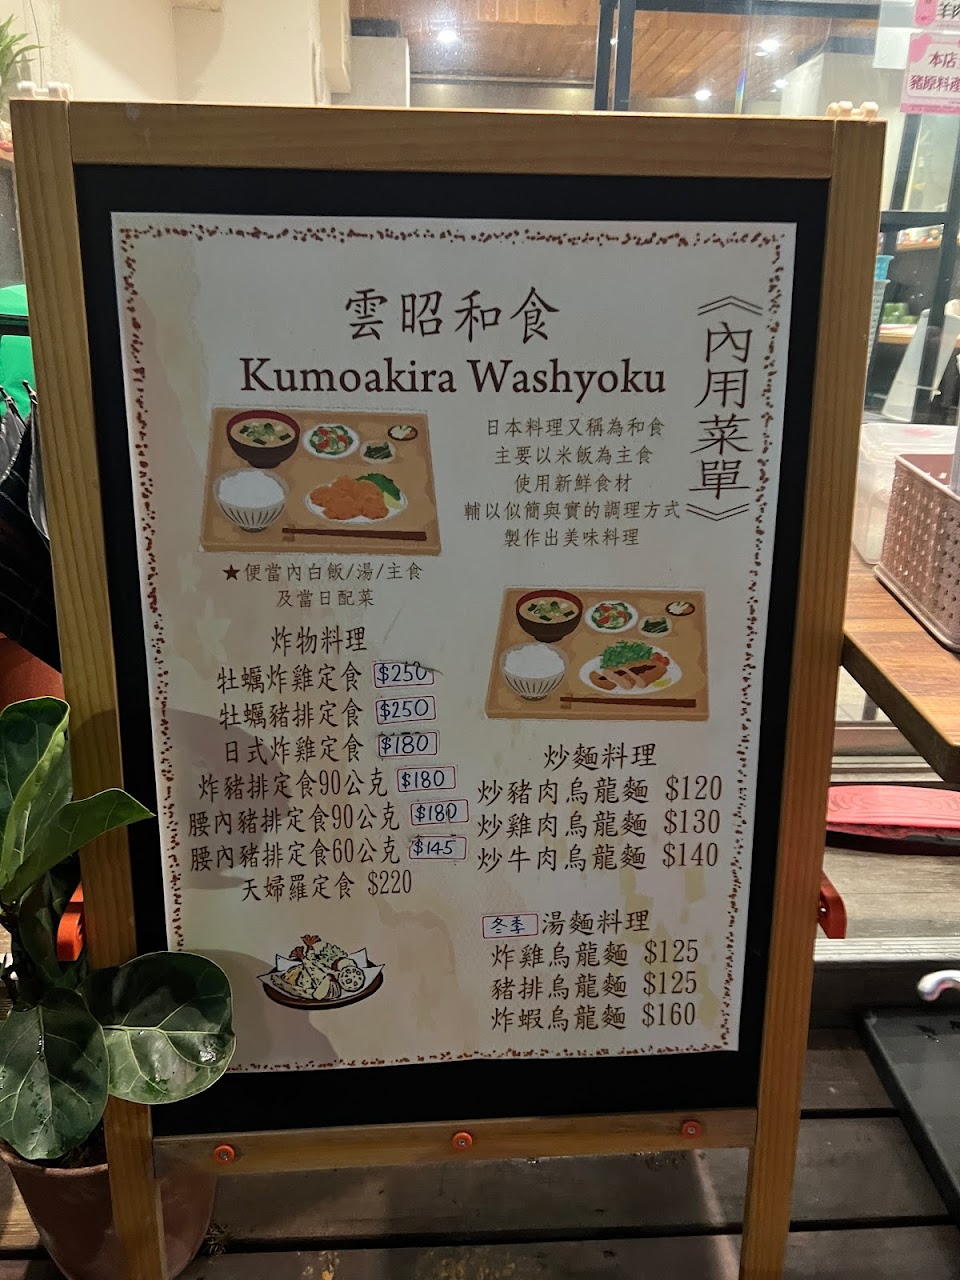 羊肉
本店
豬原料產
雲昭和食
Kumoakira Washyoku
《內用菜單》
日本料理又稱為和食
主要以米飯為主食
使用新鮮食材
輔以似簡與實的調理方式
製作出美味料理
★便當內白飯/湯/主食
及當日配菜
炸物料理
牡蠣炸雞定食 $250
牡蠣豬排定食 $250
日式炸雞定食 $180
炸豬排定食90公克 $180
腰內豬排定食90公克 $180
腰內豬排定食60公克 $145
天婦羅定食 $220
炒麵料理
炒豬肉烏龍麵 $120
炒雞肉烏龍麵 $130
炒牛肉烏龍麵 $140
冬季 湯麵料理
炸雞烏龍麵 $125
豬排烏龍麵 $125
炸蝦烏龍麵 $160